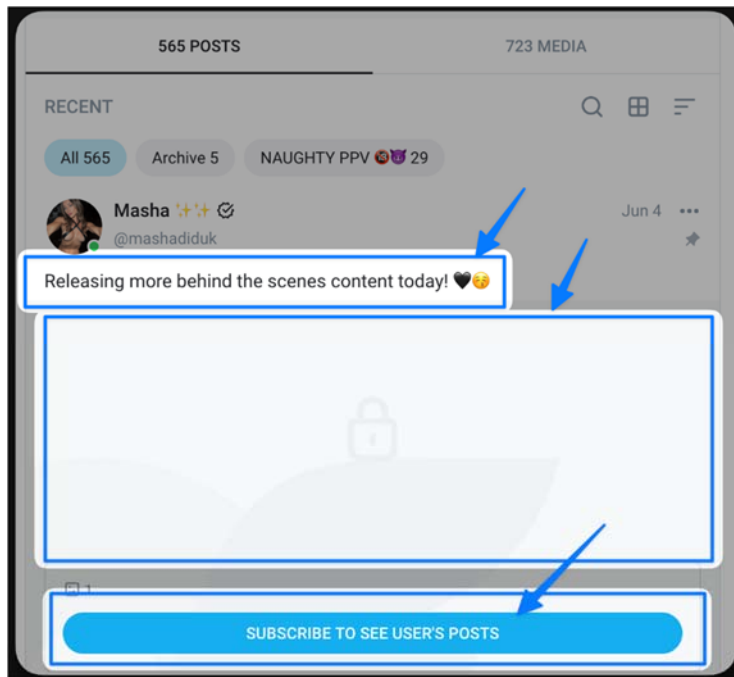 565 POSTS
723 MEDIA
RECENT
All 565
Archive 5
NAUGHTY PPV 🔞😈 29
Masha ✨✨
Jun 4
@mashadiduk
Releasing more behind the scenes content today! 🖤😚
1
SUBSCRIBE TO SEE USER'S POSTS